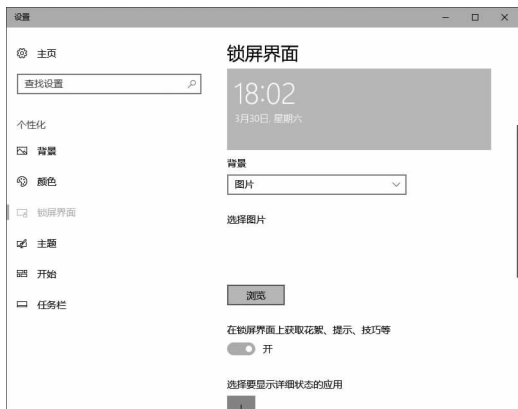 设置
主页
查找设置
个性化
背景
颜色
锁屏界面
主题
开始
任务栏
锁屏界面
18:02
3月30日, 星期六
背景
图片
选择图片
浏览
在锁屏界面上获取花絮、提示、技巧等
开
选择要显示详细状态的应用